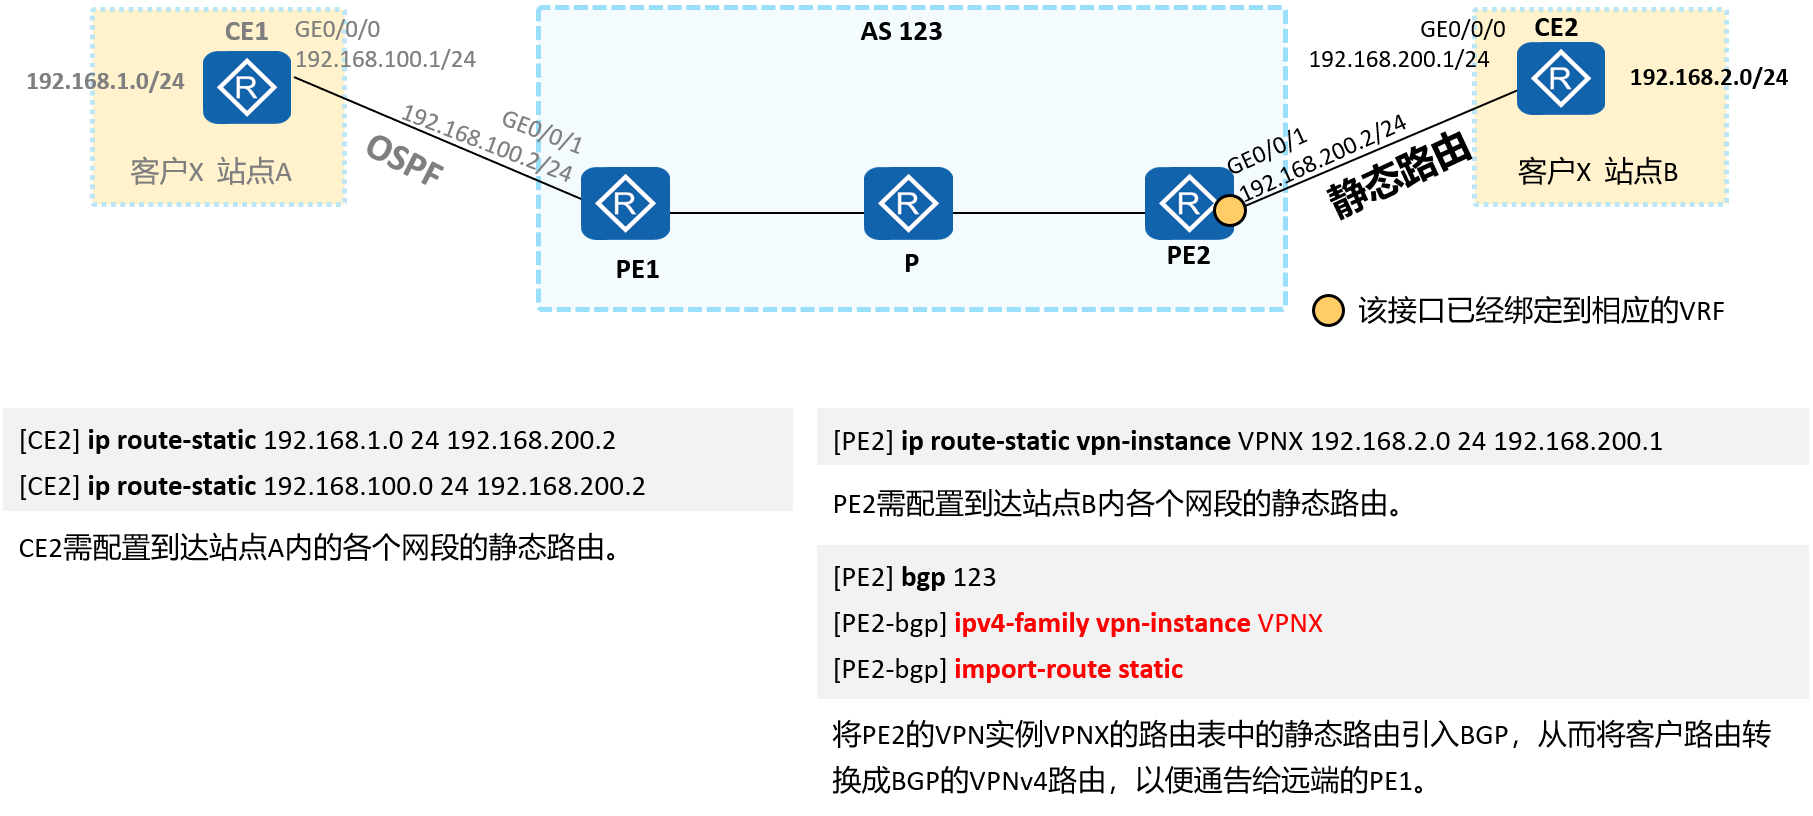 CE1
GE0/0/0
192.168.100.1/24
192.168.1.0/24
客户X 站点A
OSPF
GE0/0/1
192.168.100.2/24
AS 123
PE1
P
PE2
GE0/0/0
192.168.200.1/24
CE2
192.168.2.0/24
GE0/0/1
192.168.200.2/24
静态路由
客户X 站点B
该接口已经绑定到相应的VRF
[CE2] ip route-static 192.168.1.0 24 192.168.200.2
[CE2] ip route-static 192.168.100.0 24 192.168.200.2
CE2需配置到达站点A内的各个网段的静态路由。
[PE2] ip route-static vpn-instance VPNX 192.168.2.0 24 192.168.200.1
PE2需配置到达站点B内各个网段的静态路由。
[PE2] bgp 123
[PE2-bgp] ipv4-family vpn-instance VPNX
[PE2-bgp] import-route static
将PE2的VPN实例VPNX的路由表中的静态路由引入BGP，从而将客户路由转
换成BGP的VPNv4路由，以便通告给远端的PE1。